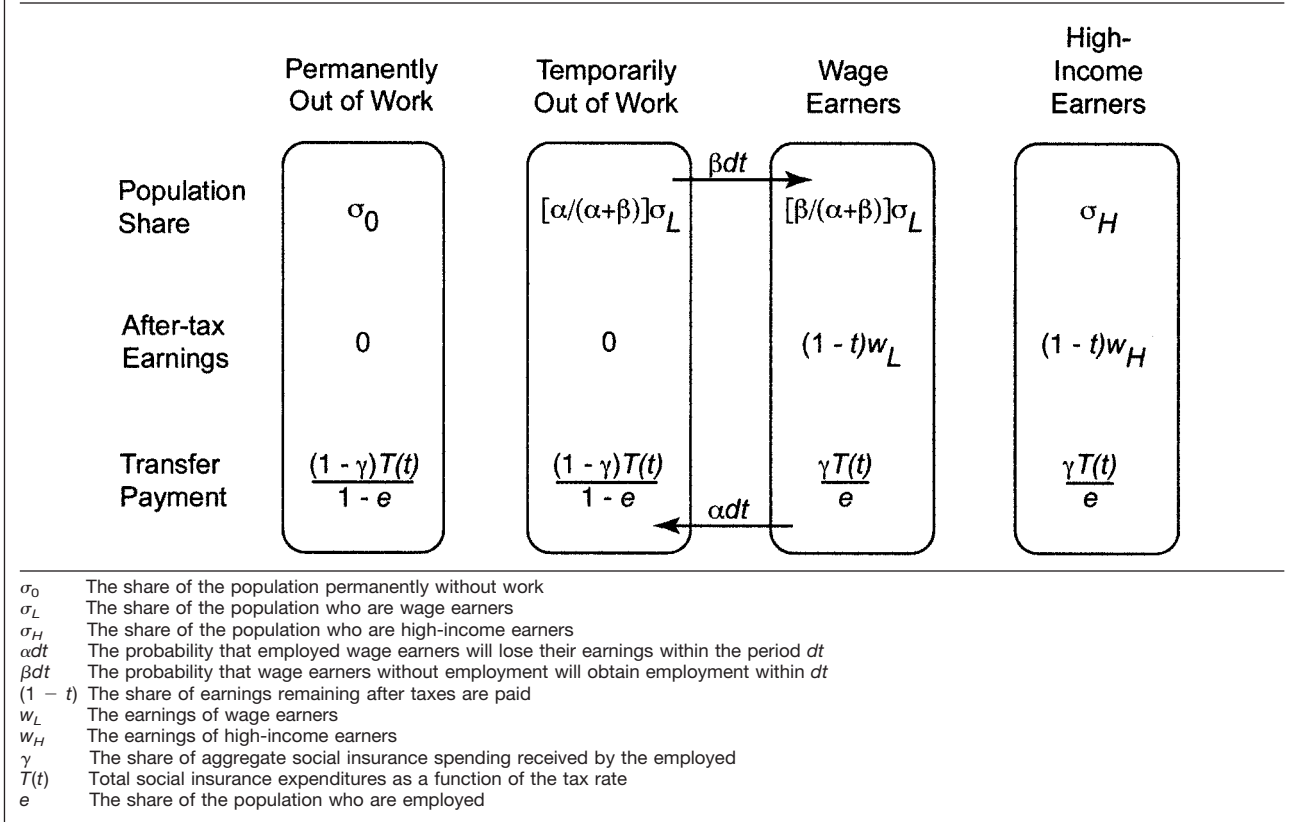 Permanently Out of Work
Temporarily Out of Work
Wage Earners
High-Income Earners
βdt
Population Share
σ0
[α/(α+β)]σL
[β/(α+β)]σL
σH
After-tax Earnings
0
0
(1 - t)wL
(1 - t)wH
Transfer Payment
(1 - γ)T(t)
1 - e
(1 - γ)T(t)
1 - e
γT(t)
e
γT(t)
e
αdt
σ0 The share of the population permanently without work
σL The share of the population who are wage earners
σH The share of the population who are high-income earners
αdt The probability that employed wage earners will lose their earnings within the period dt
βdt The probability that wage earners without employment will obtain employment within dt
(1 − t) The share of earnings remaining after taxes are paid
wL The earnings of wage earners
wH The earnings of high-income earners
γ The share of aggregate social insurance spending received by the employed
T(t) Total social insurance expenditures as a function of the tax rate
e The share of the population who are employed